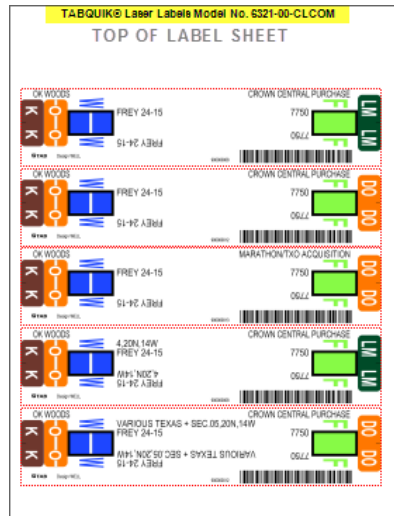 TABQUIK® Laser Labels Model No. 6321-00-CLCOM
TOP OF LABEL SHEET
OK WOODS CROWN CENTRAL PURCHASE
K O W FREY 24-15 7750 F LM
K O W FREY 24-15 7750 F LM
TAB
OK WOODS CROWN CENTRAL PURCHASE
K O W FREY 24-15 7750 F DO
K O W FREY 24-15 7750 F DO
TAB
OK WOODS MARATHON/TXO ACQUISITION
K O W FREY 24-15 7750 F DO
K O W FREY 24-15 7750 F DO
TAB
OK WOODS CROWN CENTRAL PURCHASE
4,20N,14W
K O W FREY 24-15 7750 F LM
K O W FREY 24-15 7750 F LM
4,20N,14W
TAB
OK WOODS CROWN CENTRAL PURCHASE
VARIOUS TEXAS + SEC.05,20N,14W
K O W FREY 24-15 7750 F DO
K O W FREY 24-15 7750 F DO
VARIOUS TEXAS + SEC.05,20N,14W
TAB